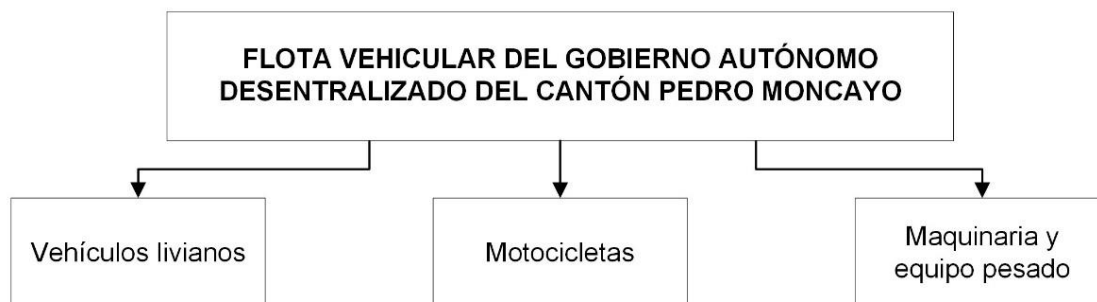 FLOTA VEHICULAR DEL GOBIERNO AUTÓNOMO
DESENTRALIZADO DEL CANTÓN PEDRO MONCAYO
Vehículos livianos
Motocicletas
Maquinaria y
equipo pesado